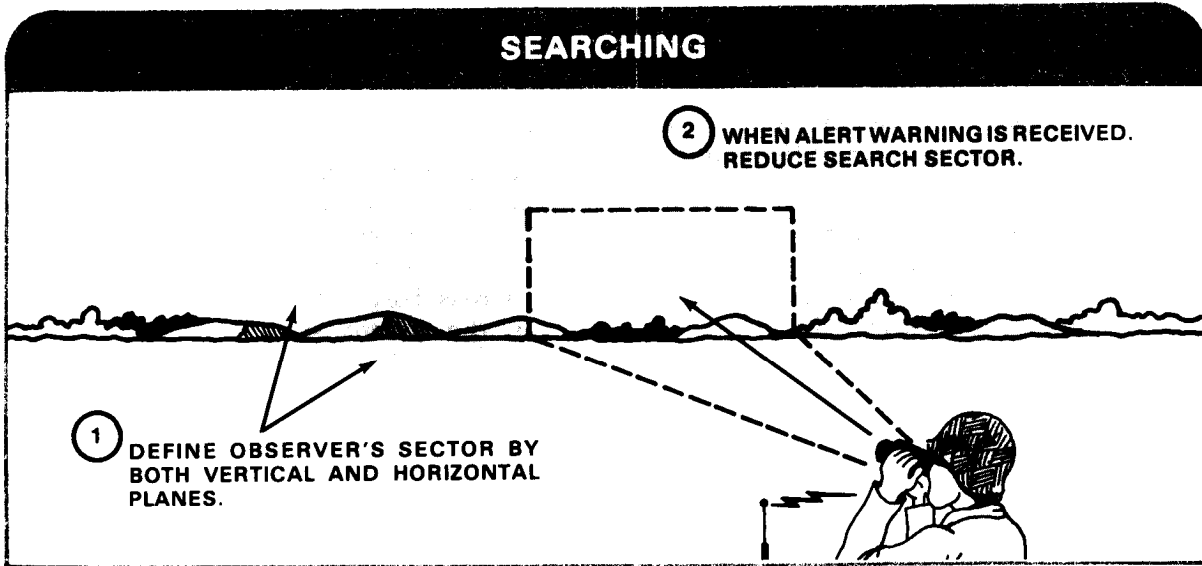 SEARCHING
2 WHEN ALERT WARNING IS RECEIVED.
REDUCE SEARCH SECTOR.
1 DEFINE OBSERVER'S SECTOR BY
BOTH VERTICAL AND HORIZONTAL
PLANES.